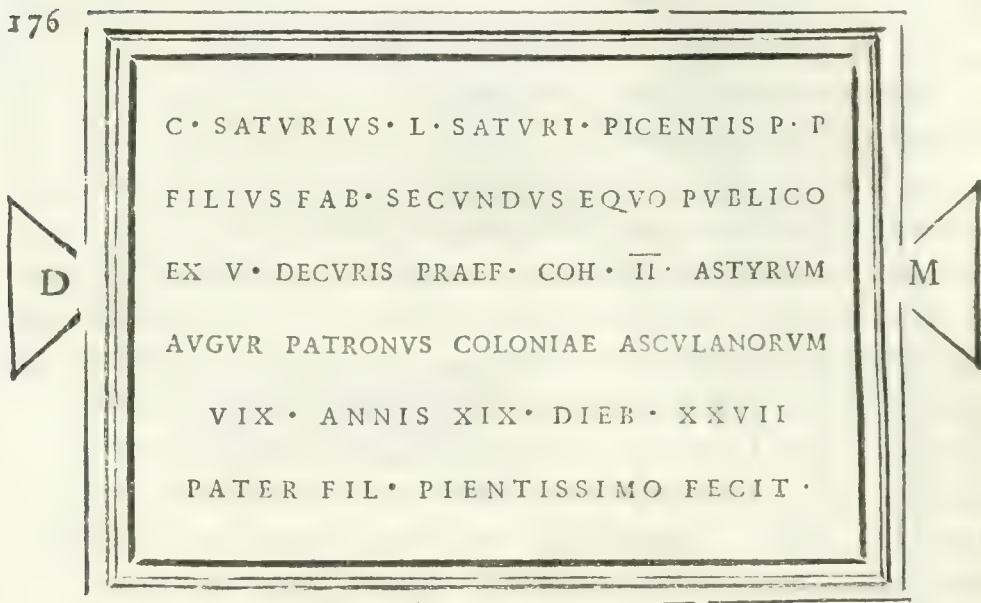 176
C • SATVRIVS • L • SATVRI • PICENTIS P • P
FILIVS FAB • SECVNDVS EQVO PVBLICO
D EX V • DECVRIS PRAEF • COH • I̅I̅ • ASTYRVM M
AVGVR PATRONVS COLONIAE ASCVLANORVM
VIX • ANNIS XIX • DIEB • XXVII
PATER FIL • PIENTISSIMO FECIT •